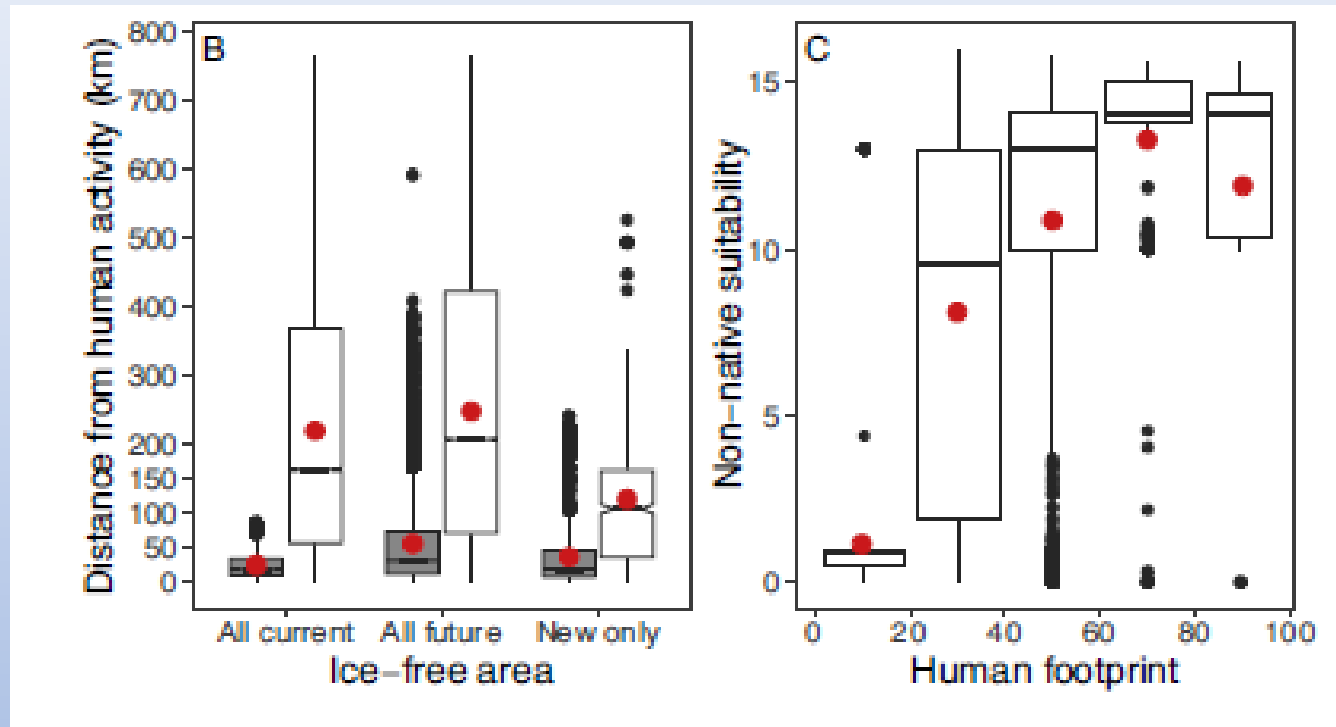 B
Distance from human activity (km)
800
700
600
500
400
300
200
150
100
50
0
All current
All future
New only
Ice-free area
C
Non-native suitability
15
10
5
0
0
20
40
60
80
100
Human footprint